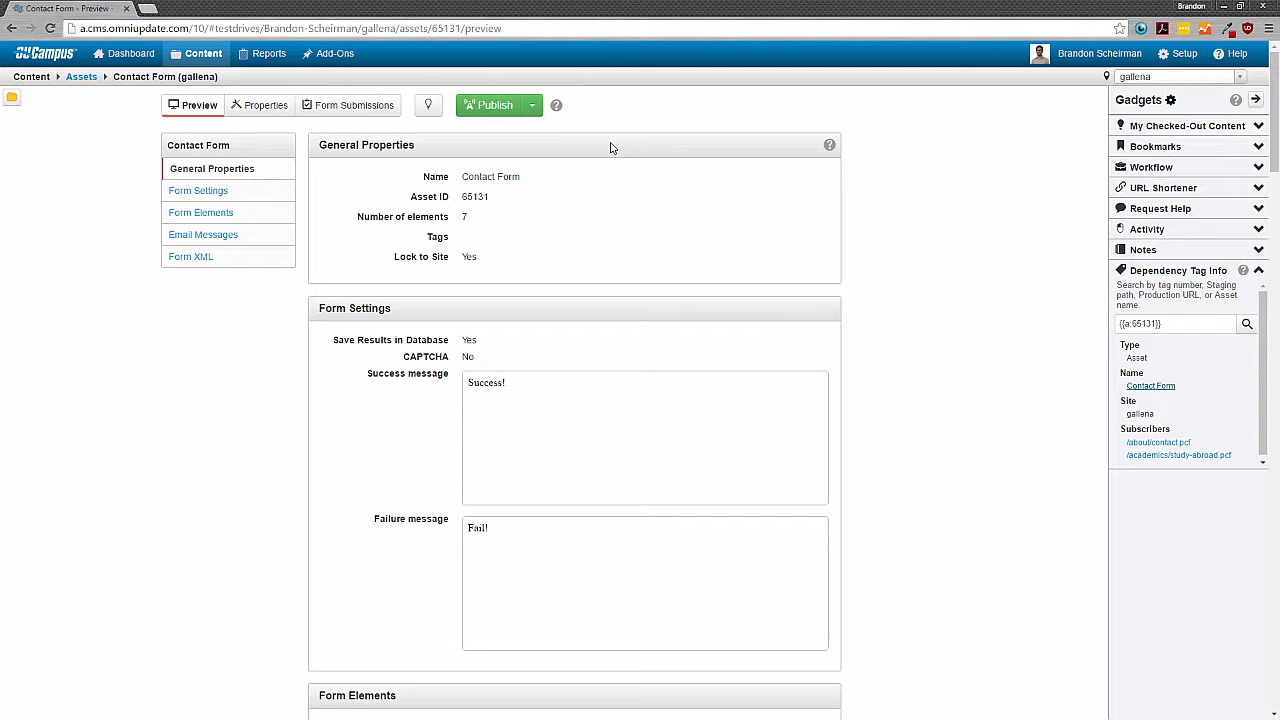 Contact Form - Preview -
Brandon
a.cms.omniupdate.com/10/#testdrives/Brandon-Scheirman/gallena/assets/65131/preview
OUCampus
Dashboard
Content
Reports
Add-Ons
Brandon Scheirman
Setup
Help
Content
Assets
Contact Form (gallena)
gallena
Preview
Properties
Form Submissions
Publish
Gadgets
My Checked-Out Content
Bookmarks
Workflow
URL Shortener
Request Help
Activity
Notes
Dependency Tag Info
Search by tag number, Staging
path, Production URL, or Asset
name.
{{a:65131}}
Type
Asset
Name
Contact Form
Site
gallena
Subscribers
/about/contact.pcf
/academics/study-abroad.pcf
Contact Form
General Properties
Form Settings
Form Elements
Email Messages
Form XML
General Properties
Name Contact Form
Asset ID 65131
Number of elements 7
Tags
Lock to Site Yes
Form Settings
Save Results in Database Yes
CAPTCHA No
Success message Success!
Failure message Fail!
Form Elements